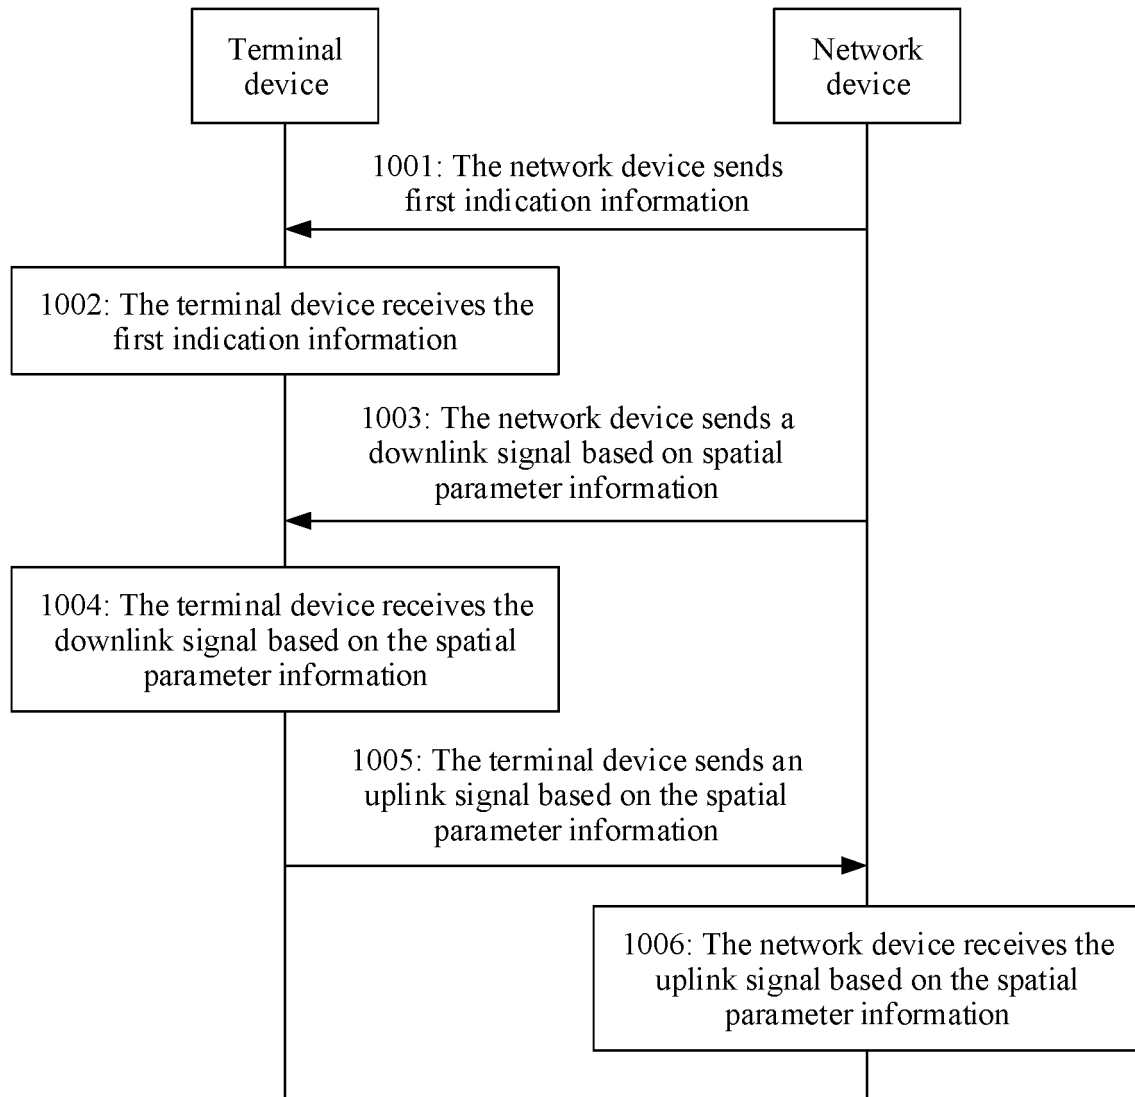 Terminal
device
Network
device
1001: The network device sends
first indication information
1002: The terminal device receives the
first indication information
1003: The network device sends a
downlink signal based on spatial
parameter information
1004: The terminal device receives the
downlink signal based on the spatial
parameter information
1005: The terminal device sends an
uplink signal based on the spatial
parameter information
1006: The network device receives the
uplink signal based on the spatial
parameter information